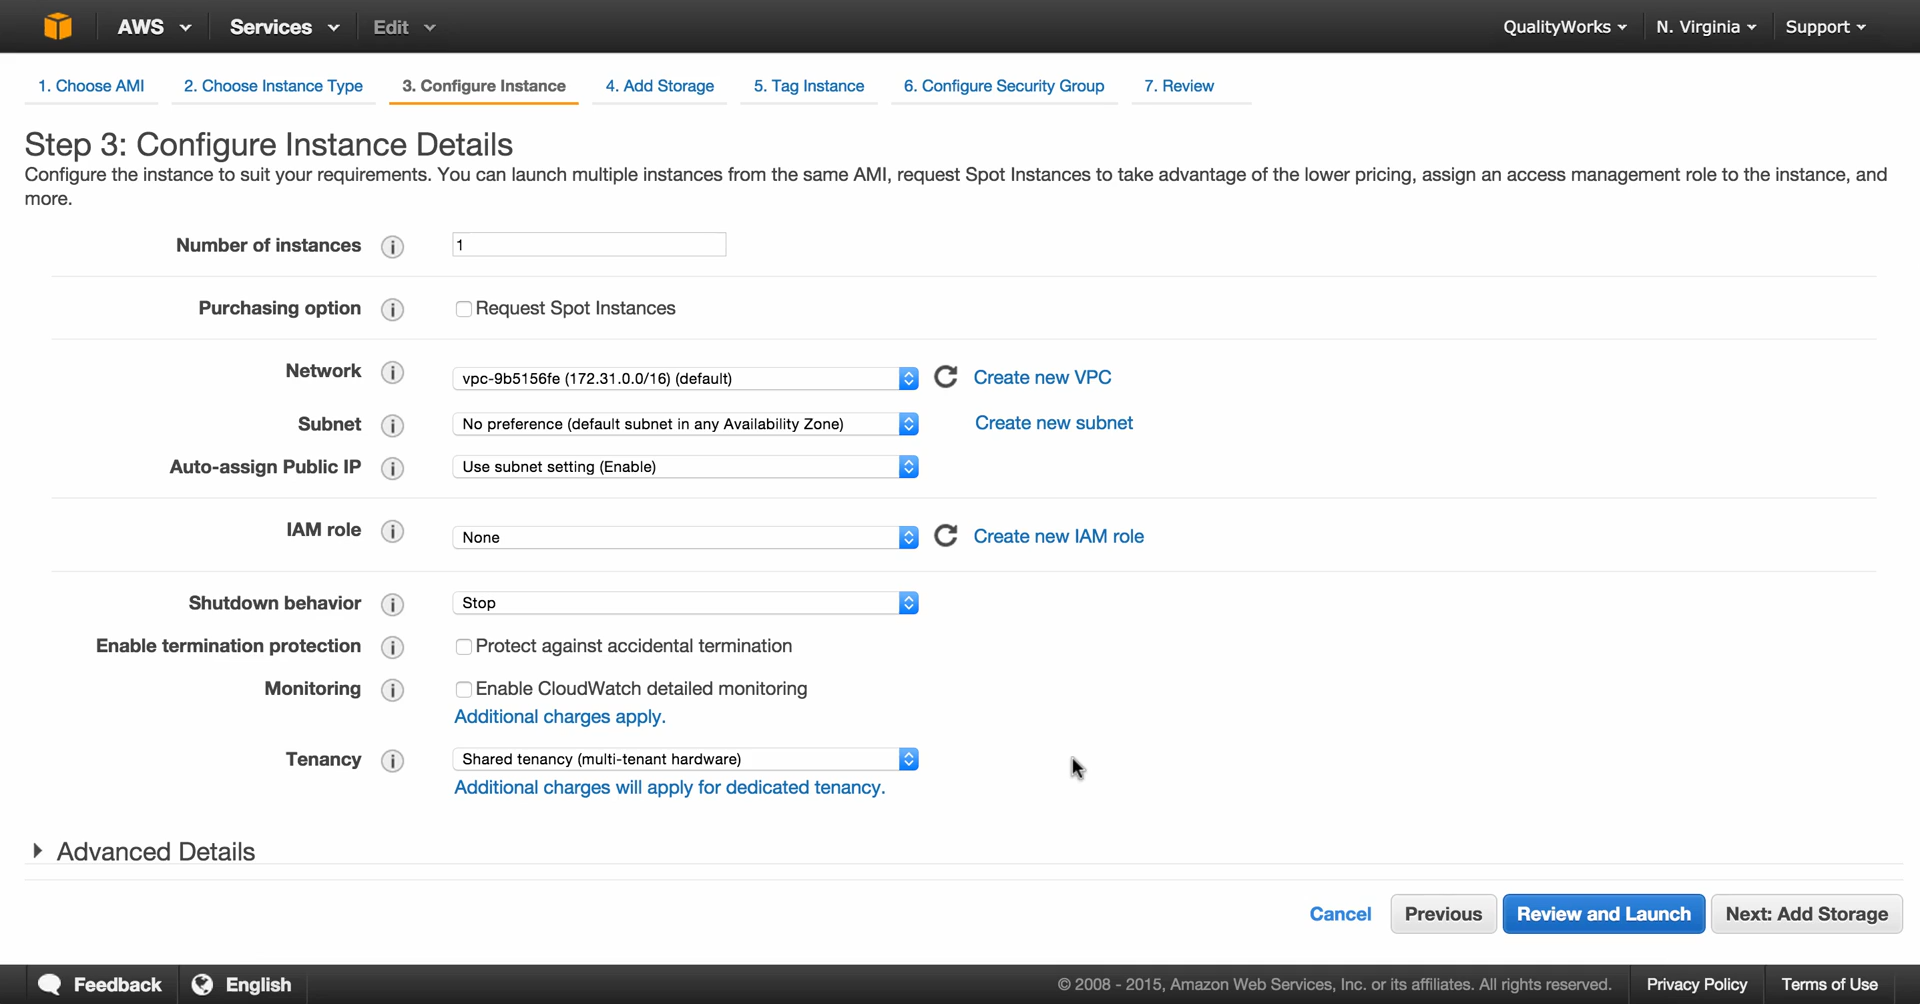 AWS Services Edit QualityWorks N. Virginia Support
1. Choose AMI 2. Choose Instance Type 3. Configure Instance 4. Add Storage 5. Tag Instance 6. Configure Security Group 7. Review
Step 3: Configure Instance Details
Configure the instance to suit your requirements. You can launch multiple instances from the same AMI, request Spot Instances to take advantage of the lower pricing, assign an access management role to the instance, and
more.
Number of instances i 1
Purchasing option i Request Spot Instances
Network i vpc-9b5156fe (172.31.0.0/16) (default) Create new VPC
Subnet i No preference (default subnet in any Availability Zone) Create new subnet
Auto-assign Public IP i Use subnet setting (Enable)
IAM role i None Create new IAM role
Shutdown behavior i Stop
Enable termination protection i Protect against accidental termination
Monitoring i Enable CloudWatch detailed monitoring
Additional charges apply.
Tenancy i Shared tenancy (multi-tenant hardware)
Additional charges will apply for dedicated tenancy.
Advanced Details
Cancel Previous Review and Launch Next: Add Storage
Feedback English © 2008 - 2015, Amazon Web Services, Inc. or its affiliates. All rights reserved. Privacy Policy Terms of Use